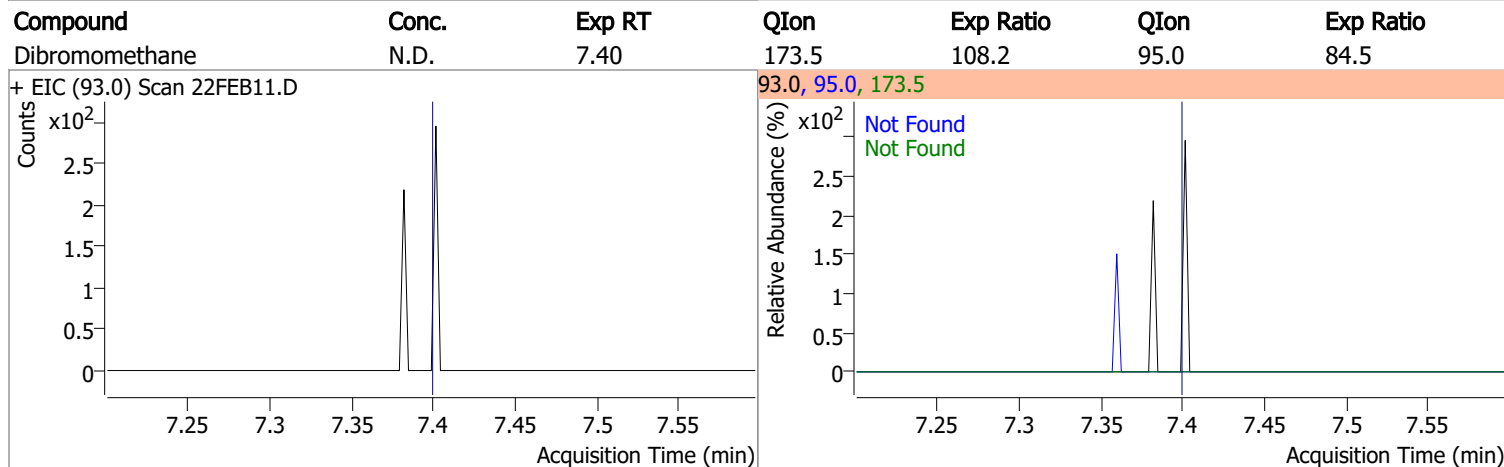 Compound Conc. Exp RT QIon Exp Ratio QIon Exp Ratio
Dibromomethane N.D. 7.40 173.5 108.2 95.0 84.5
+ EIC (93.0) Scan 22FEB11.D
Counts
x10²
2.5
2
1.5
1
0.5
0
7.25 7.3 7.35 7.4 7.45 7.5 7.55
Acquisition Time (min)
93.0, 95.0, 173.5
Relative Abundance (%)
x10²
Not Found
Not Found
2.5
2
1.5
1
0.5
0
7.25 7.3 7.35 7.4 7.45 7.5 7.55
Acquisition Time (min)